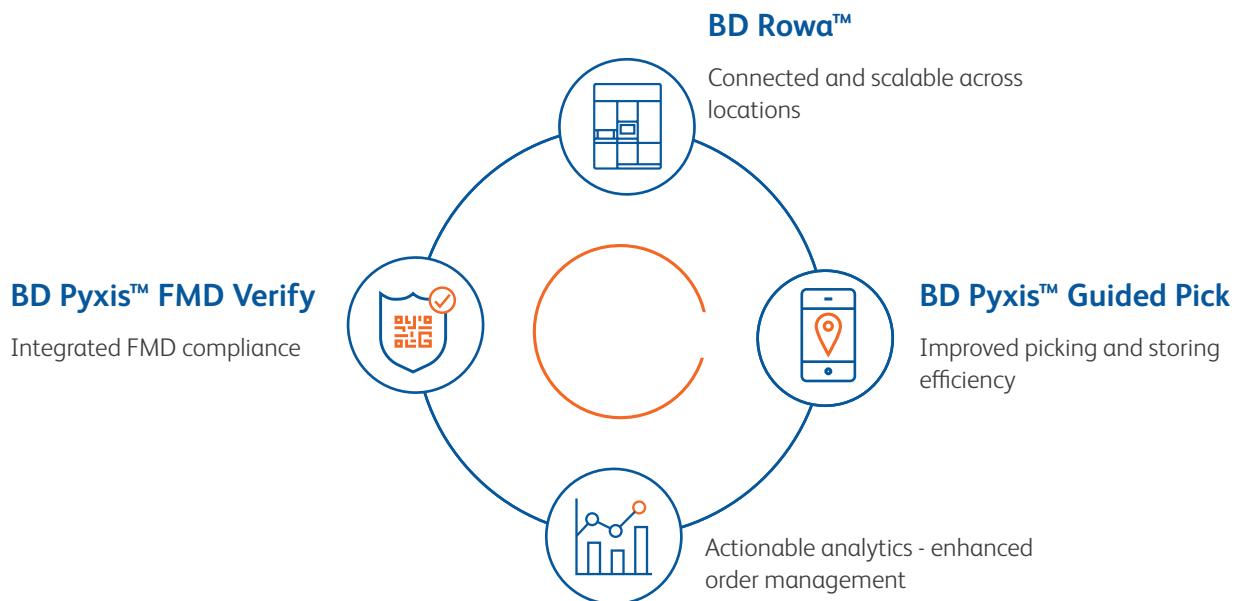 BD Rowa™
Connected and scalable across
locations
BD Pyxis™ FMD Verify
Integrated FMD compliance
BD Pyxis™ Guided Pick
Improved picking and storing
efficiency
Actionable analytics - enhanced
order management